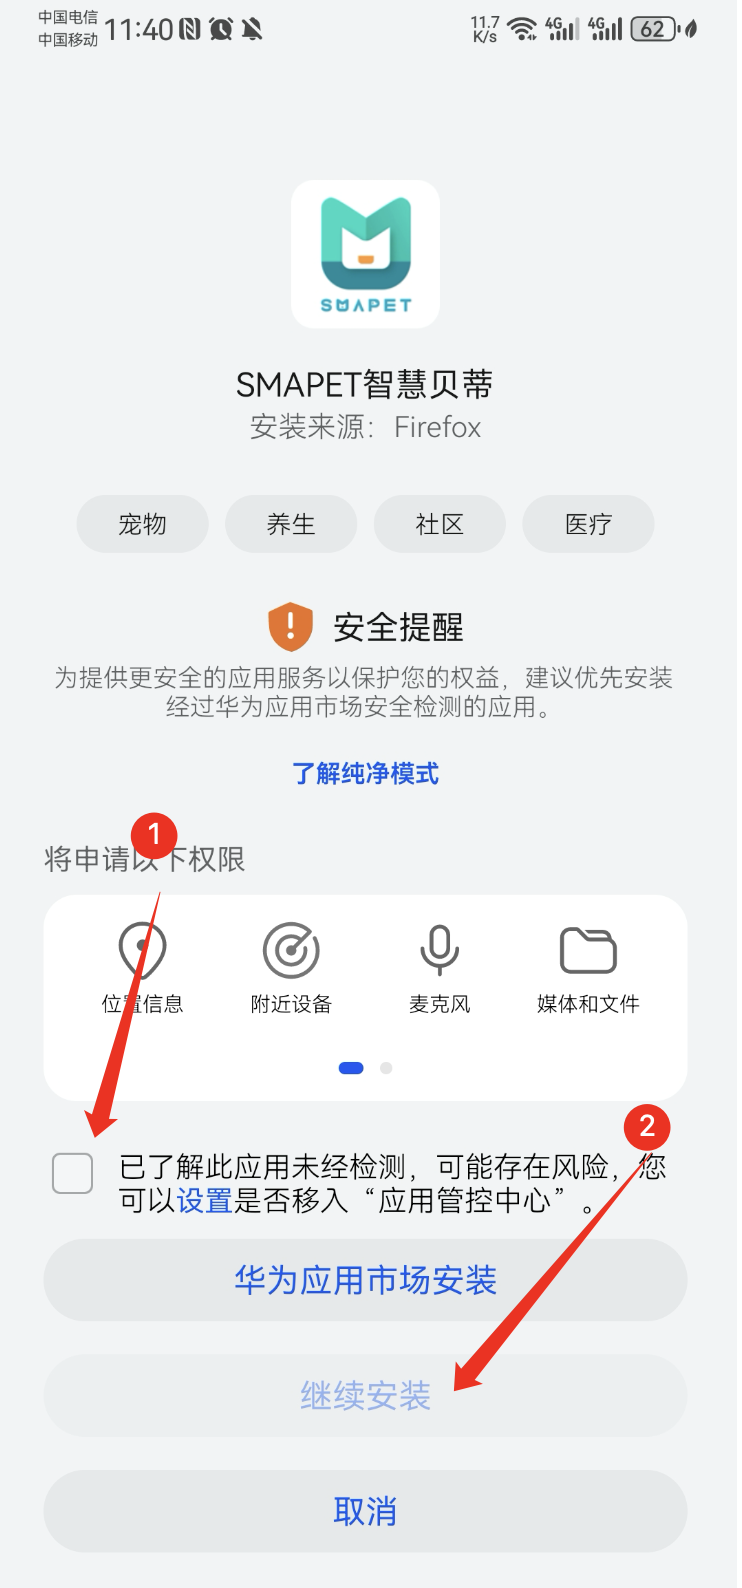 中国电信
中国移动
11:40
11.7
K/s
4G
4G
62
SMAPET
SMAPET智慧贝蒂
安装来源：Firefox
宠物
养生
社区
医疗
安全提醒
为提供更安全的应用服务以保护您的权益，建议优先安装
经过华为应用市场安全检测的应用。
了解纯净模式
1
将申请以下权限
位置信息
附近设备
麦克风
媒体和文件
2
已了解此应用未经检测，可能存在风险，您
可以设置是否移入“应用管控中心”。
华为应用市场安装
继续安装
取消